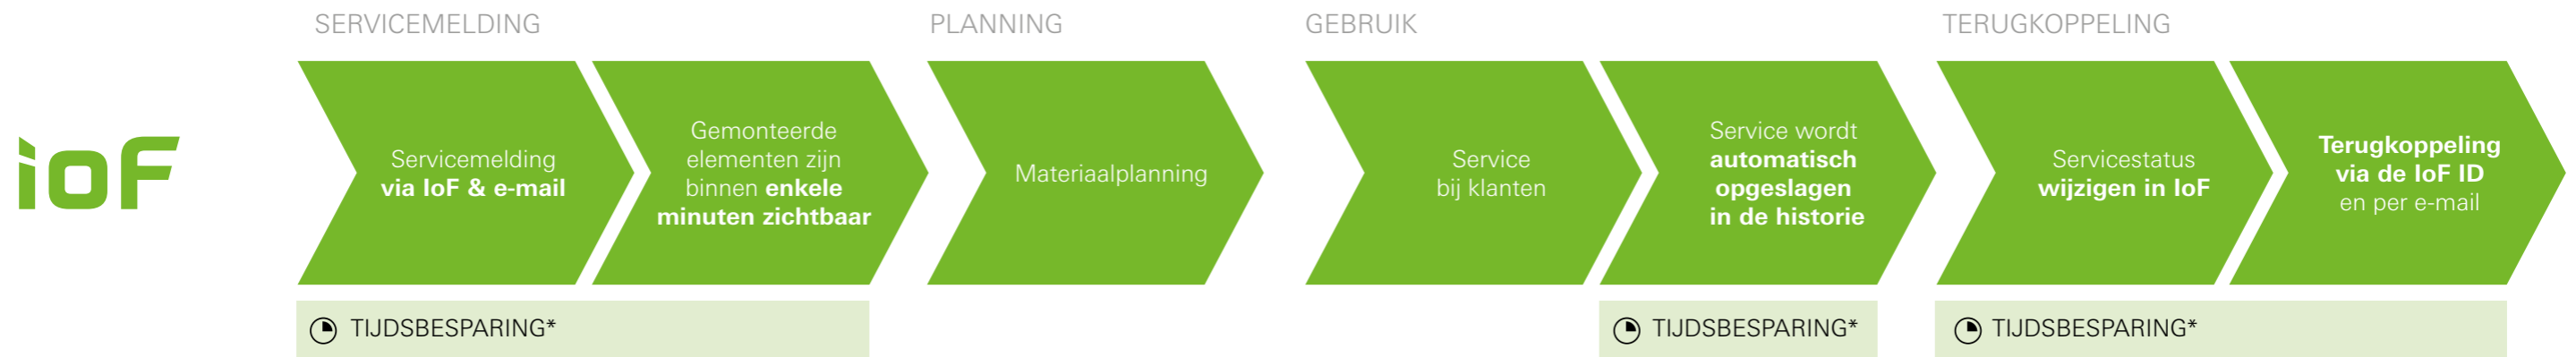 SERVICEMELDING
PLANNING
GEBRUIK
TERUGKOPPELING
ioF
Servicemelding
via IoF & e-mail
Gemonteerde
elementen zijn
binnen enkele
minuten zichtbaar
Materiaalplanning
Service
bij klanten
Service wordt
automatisch
opgeslagen
in de historie
Servicestatus
wijzigen in IoF
Terugkoppeling
via de IoF ID
en per e-mail
TIJDSBESPARING*
TIJDSBESPARING*
TIJDSBESPARING*